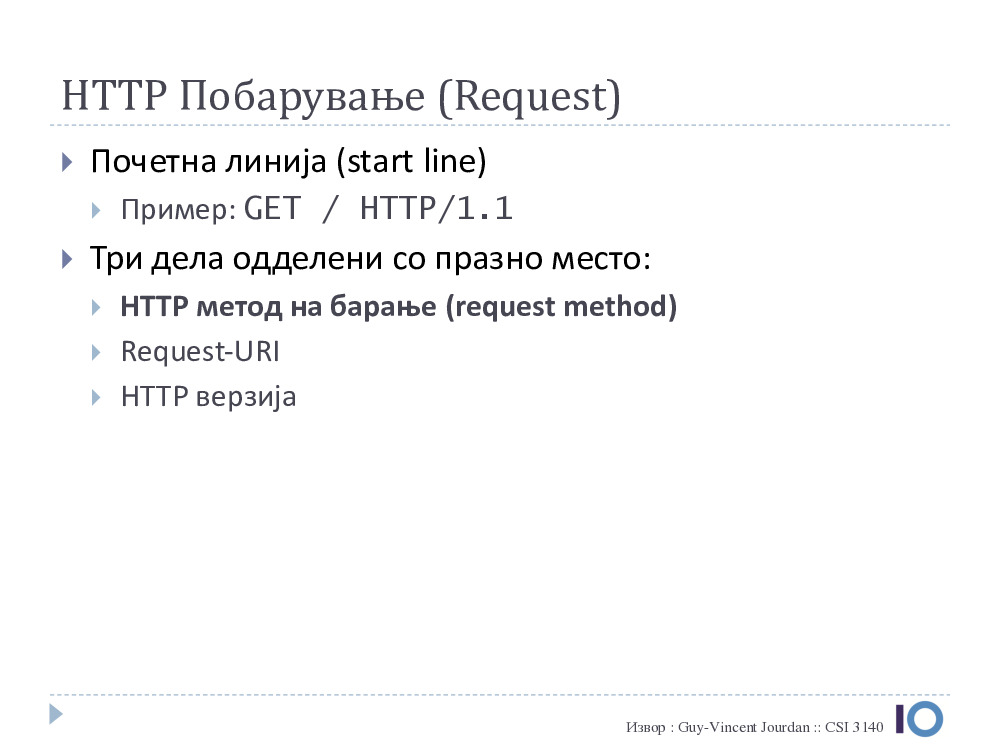 HTTP Побарување (Request)
Почетна линија (start line)
Пример: GET / HTTP/1.1
Три дела одделени со празно место:
HTTP метод на барање (request method)
Request-URI
HTTP верзија
Извор : Guy-Vincent Jourdan :: CSI 3140